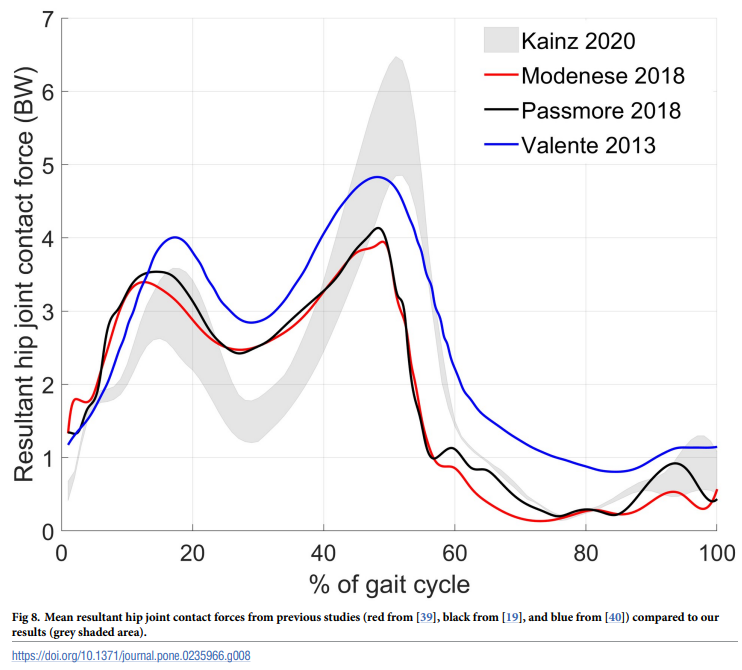 7
6
5
4
3
2
1
0
Resultant hip joint contact force (BW)
Kainz 2020
Modenese 2018
Passmore 2018
Valente 2013
0 20 40 60 80 100
% of gait cycle
Fig 8. Mean resultant hip joint contact forces from previous studies (red from [39], black from [19], and blue from [40]) compared to our
results (grey shaded area).
https://doi.org/10.1371/journal.pone.0235966.g008